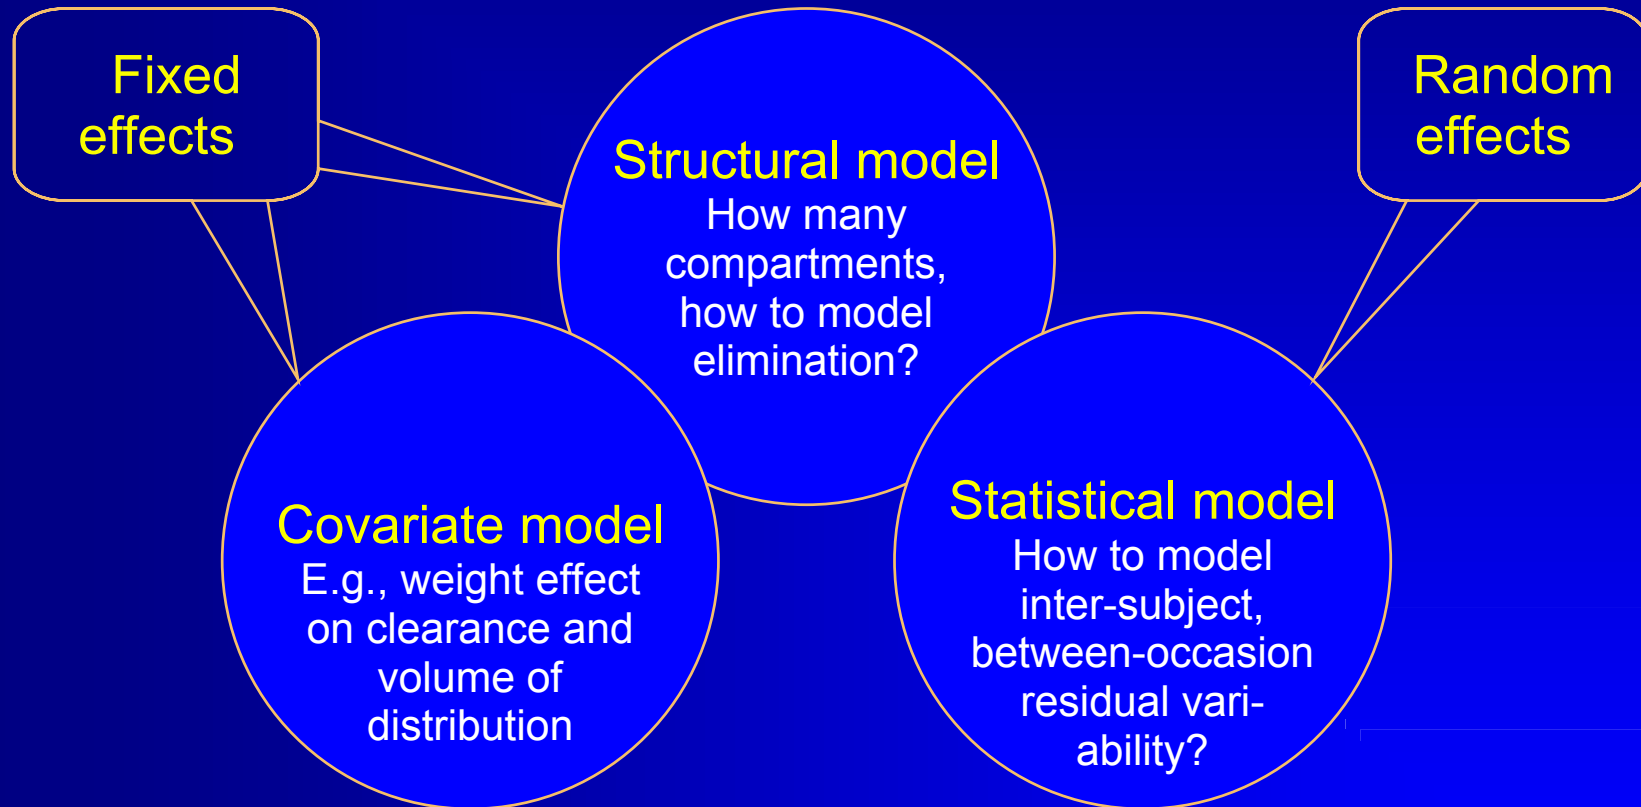 Fixed
effects
Random
effects
Structural model
How many
compartments,
how to model
elimination?
Covariate model
E.g., weight effect
on clearance and
volume of
distribution
Statistical model
How to model
inter-subject,
between-occasion
residual vari-
ability?